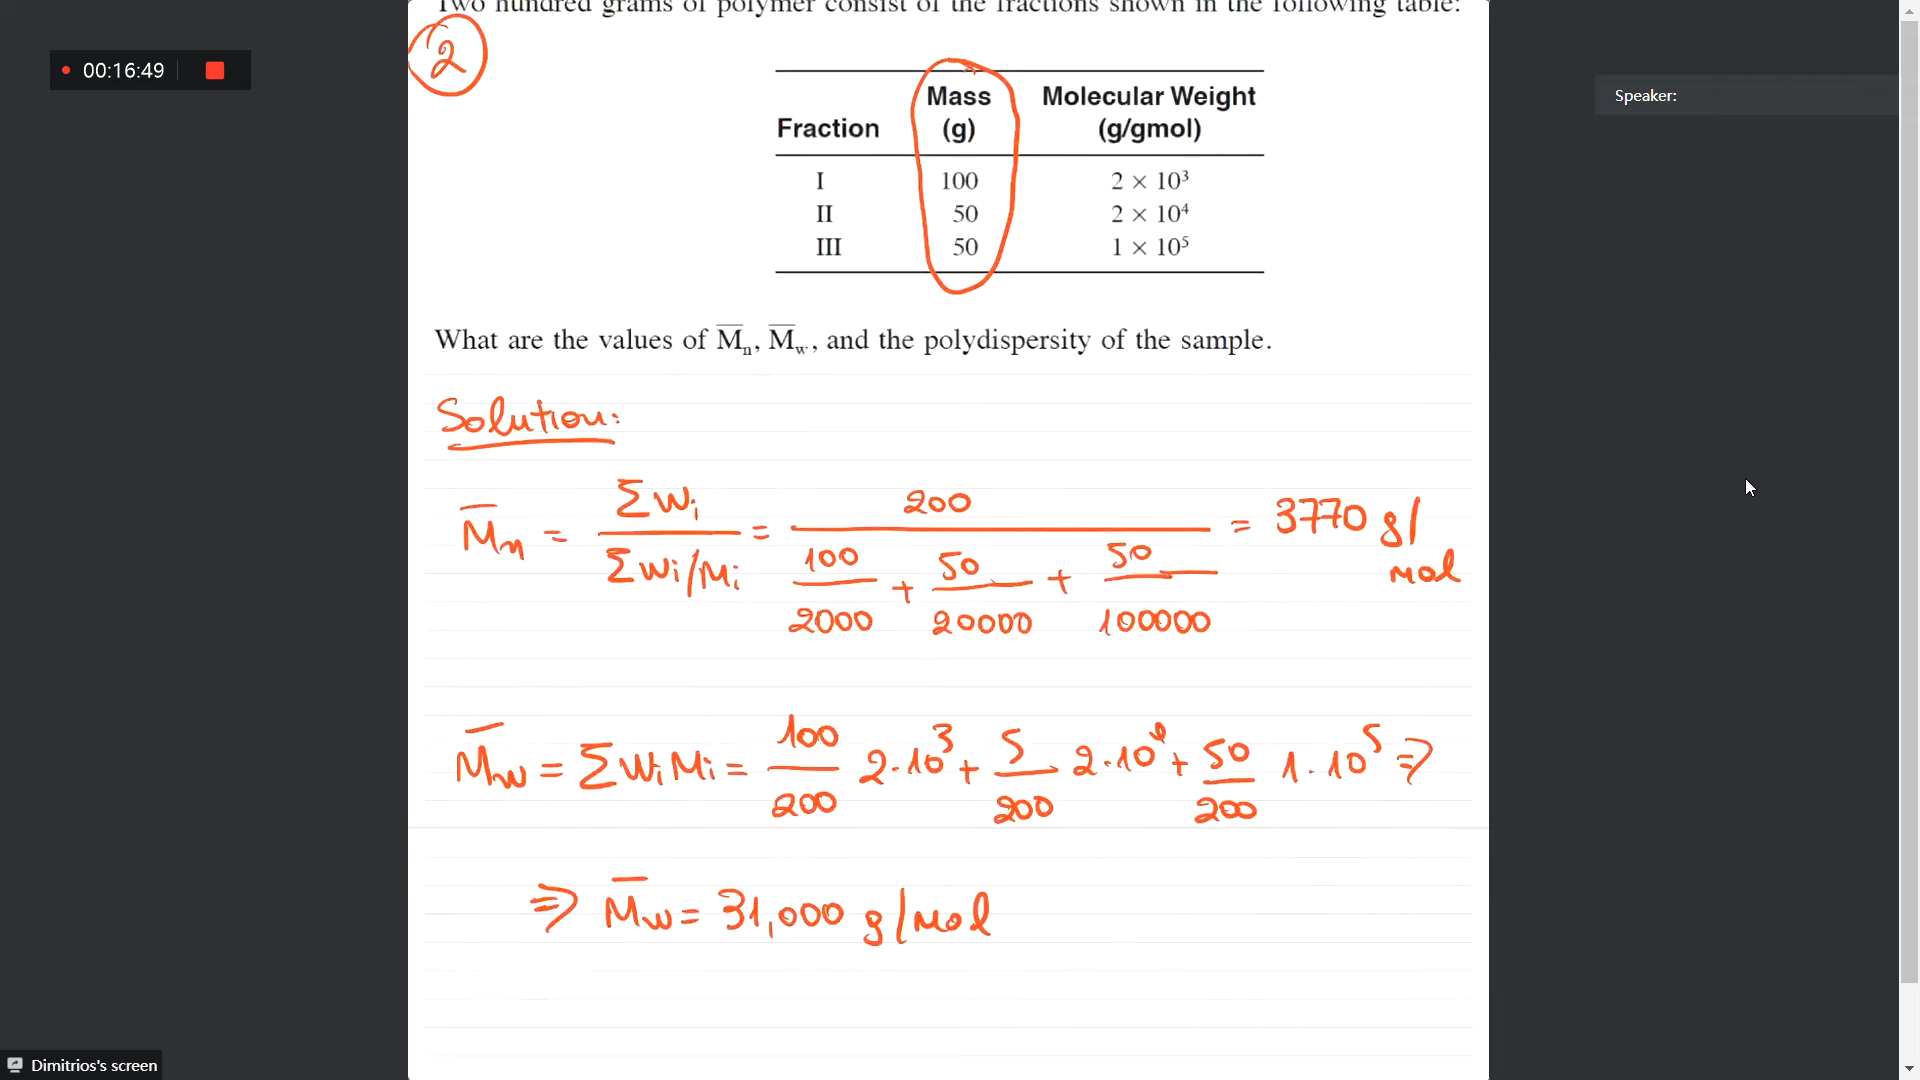 Two hundred grams of polymer consist of the fractions shown in the following table:
00:16:49
2
Speaker:
Fraction Mass (g) Molecular Weight (g/gmol)
I 100 2 × 10³
II 50 2 × 10⁴
III 50 1 × 10⁵
What are the values of M̅n, M̅w, and the polydispersity of the sample.
Solution:
M̅n = ΣWi / ΣWi/Mi = 200 / (100/2000 + 50/20000 + 50/100000) = 3770 g/mol
M̅w = ΣWiMi = 100/200 2·10³ + 5/200 2·10⁴ + 50/200 1·10⁵ ⇒
⇒ M̅w = 31,000 g/mol
Dimitrios's screen